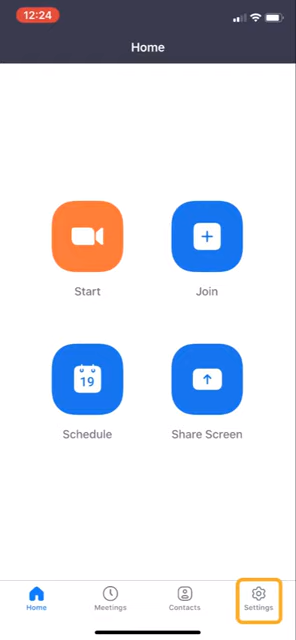 12:24
Home
Start
Join
19
Schedule
Share Screen
Home
Meetings
Contacts
Settings